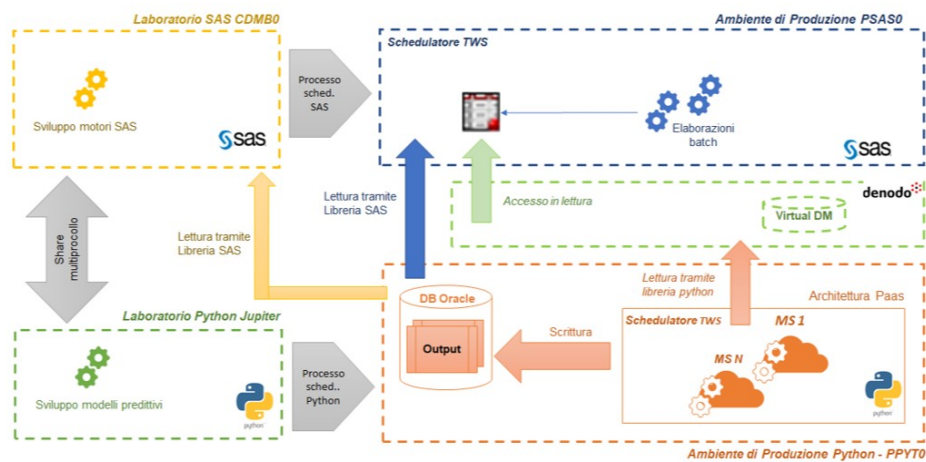 Laboratorio SAS CDMB0
Ambiente di Produzione PSAS0
Schedulatore TWS
Processo
sched.
SAS
Sviluppo motori SAS
sas
Elaborazioni
batch
sas
Share
multiprocollo
Lettura tramite
Libreria SAS
Lettura tramite
Libreria SAS
Accesso in lettura
denodo
Virtual DM
Lettura tramite
libreria python
Architettura Paas
DB Oracle
Output
Scrittura
Schedulatore TWS
MS 1
MS N
python
Laboratorio Python Jupiter
Sviluppo modelli predittivi
python
Processo
sched..
Python
Ambiente di Produzione Python - PPYT0